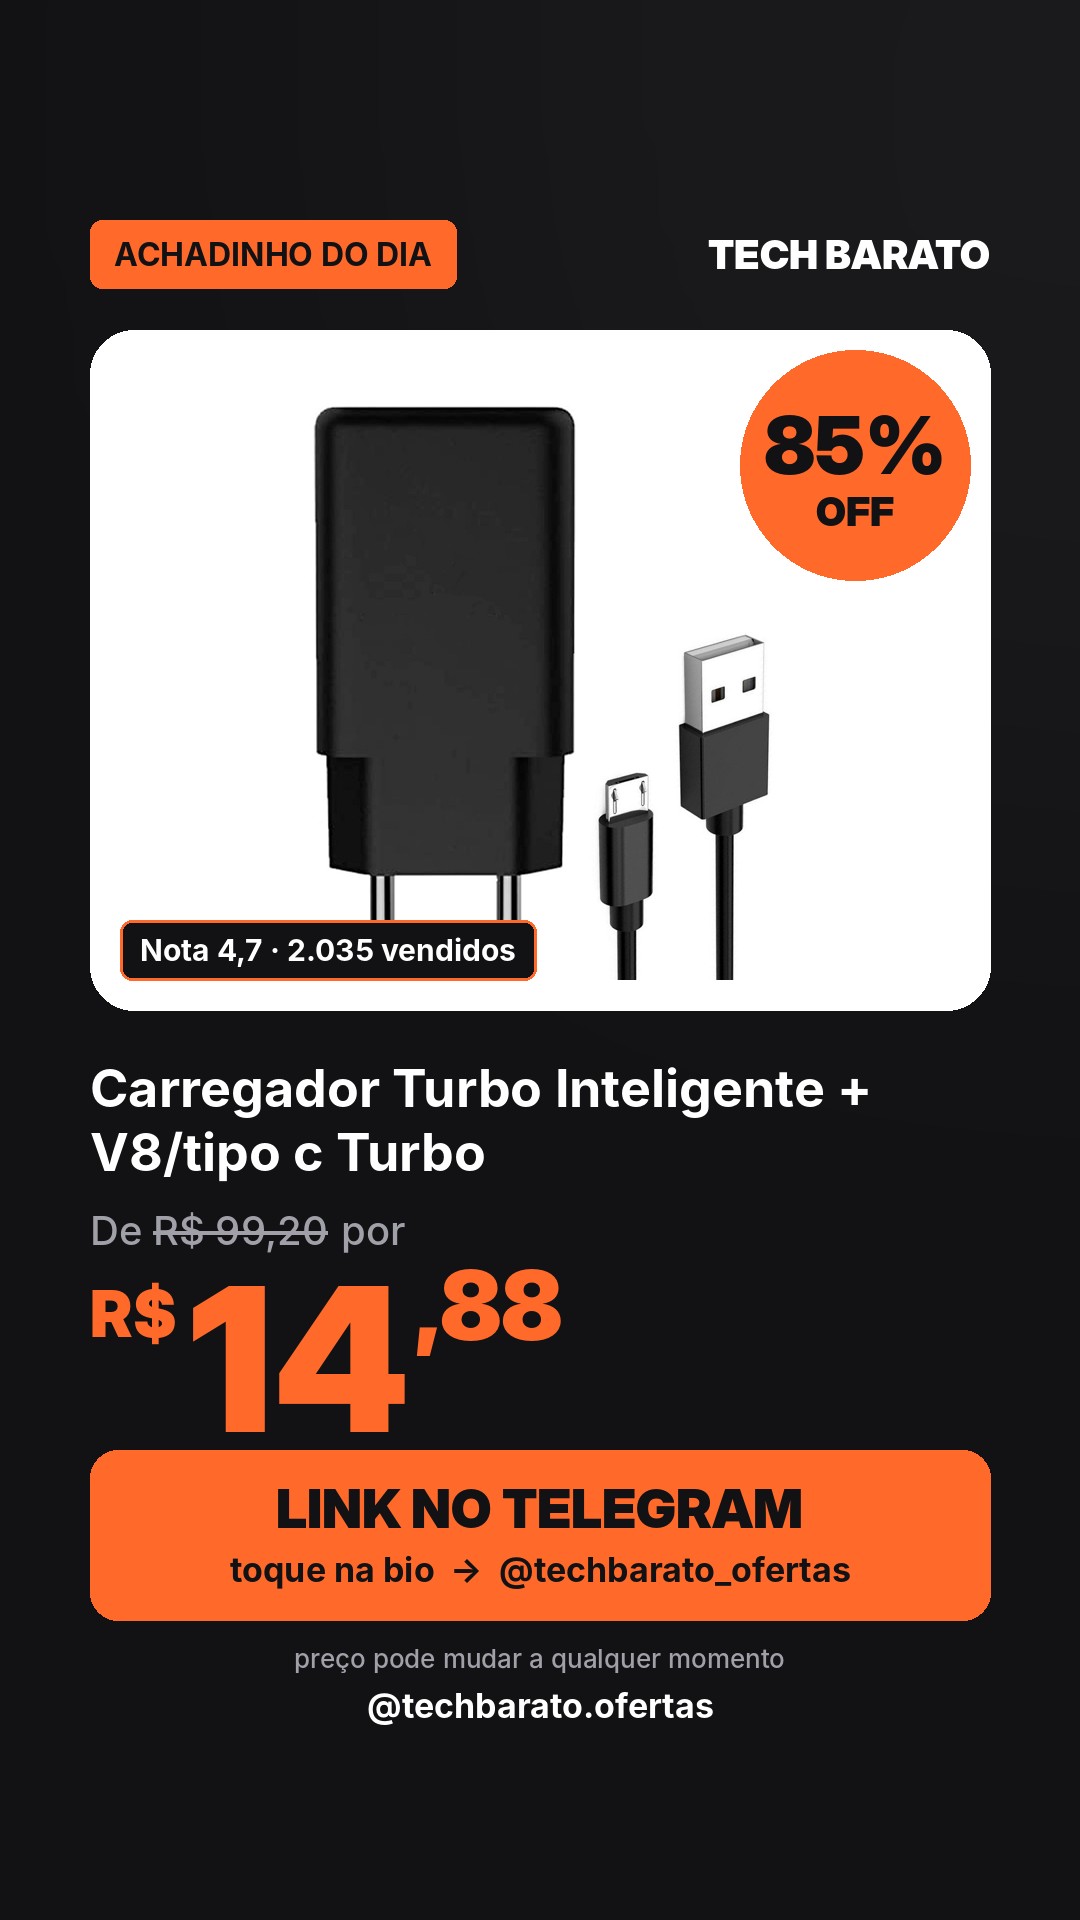 ACHADINHO DO DIA
TECH BARATO
85%
OFF
Nota 4,7 · 2.035 vendidos
Carregador Turbo Inteligente +
V8/tipo c Turbo
De R$ 99,20 por
R$ 14,88
LINK NO TELEGRAM
toque na bio → @techbarato_ofertas
preço pode mudar a qualquer momento
@techbarato.ofertas